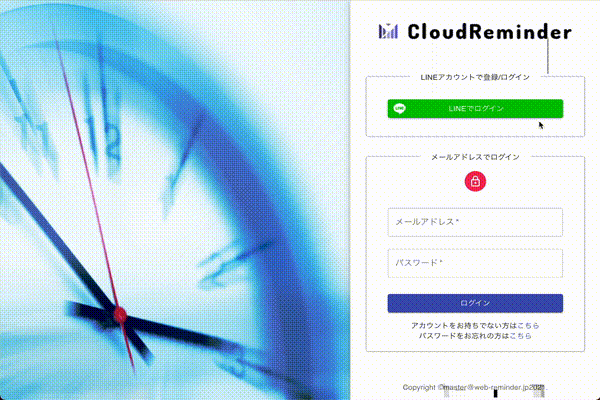 CloudReminder
LINEアカウントで登録/ログイン
LINE
LINEでログイン
メールアドレスでログイン
メールアドレス *
パスワード *
ログイン
アカウントをお持ちでない方はこちら
パスワードをお忘れの方はこちら
Copyright ©master@web-reminder.jp2021.